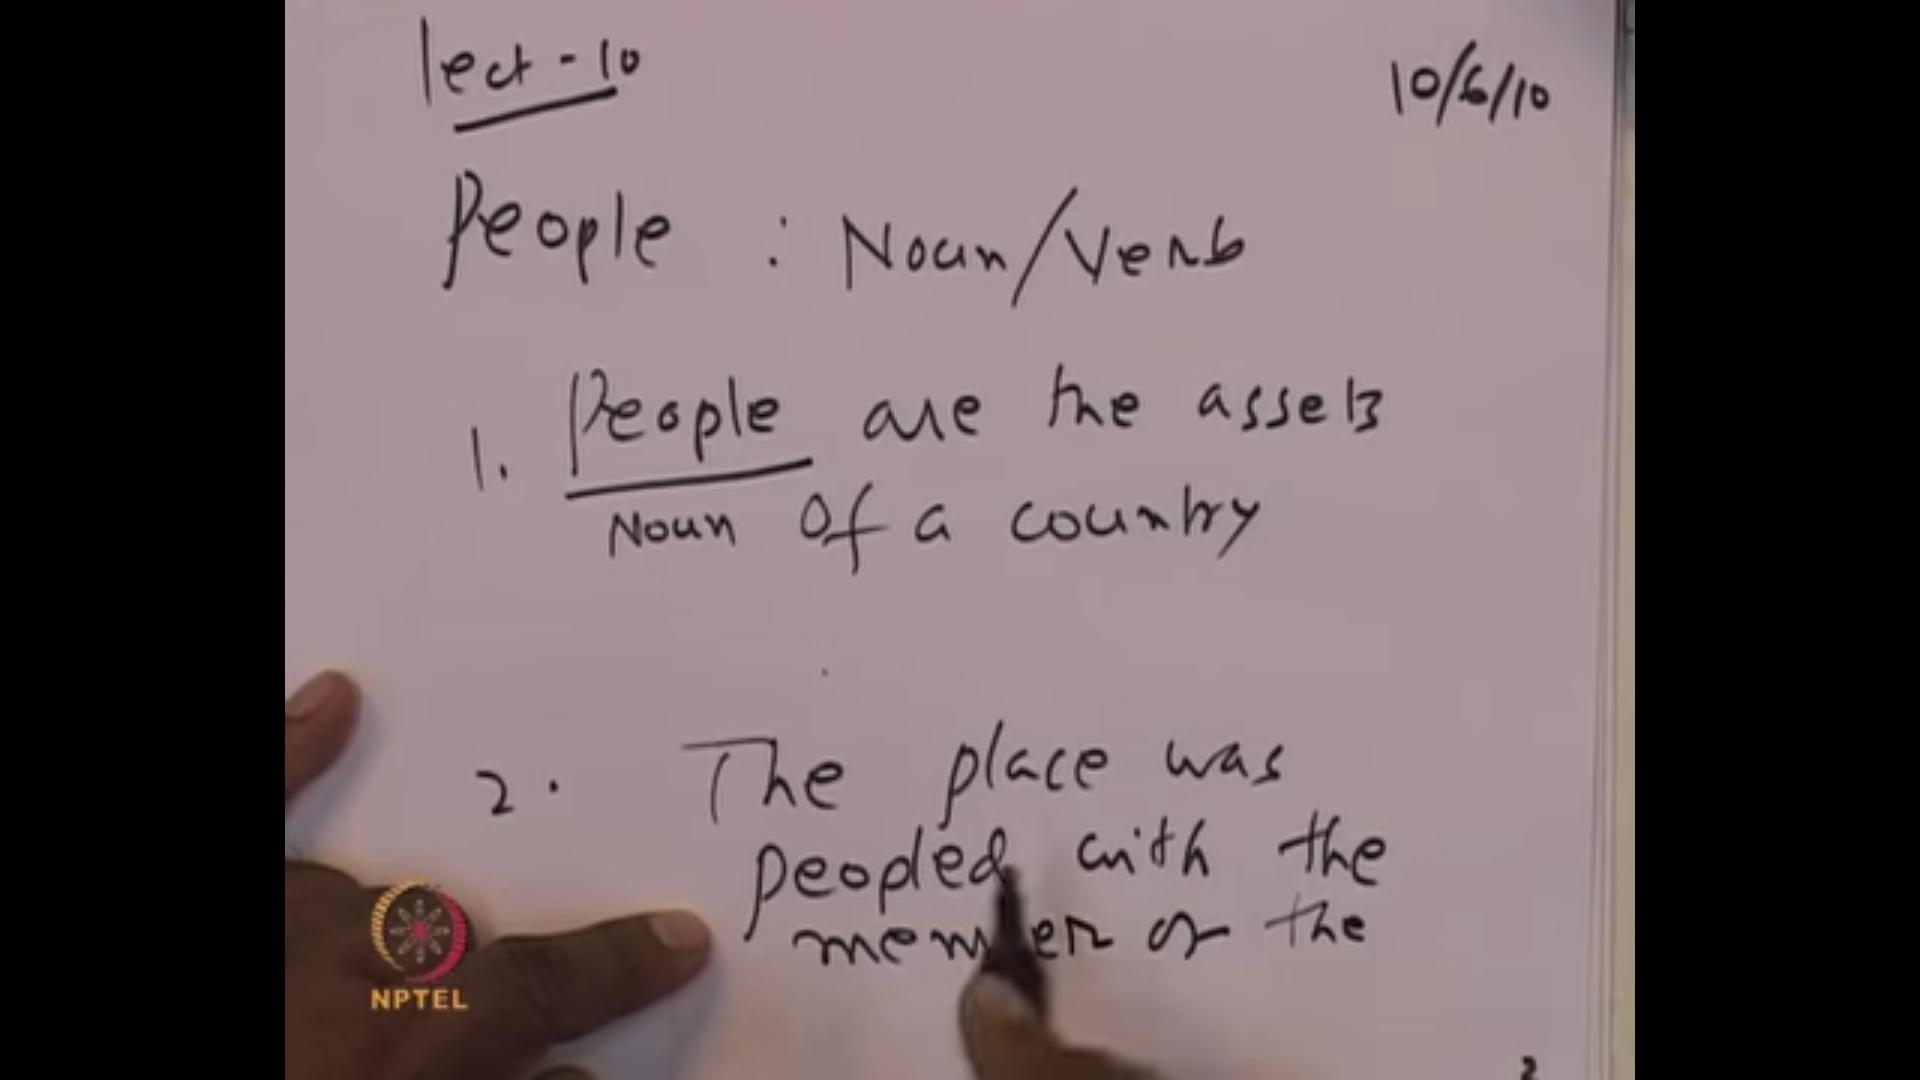 lect-10
10/6/10
People : Noun/Verb
1. People are the assets
Noun of a country
2. The place was
peopled with the
member of the
NPTEL
2